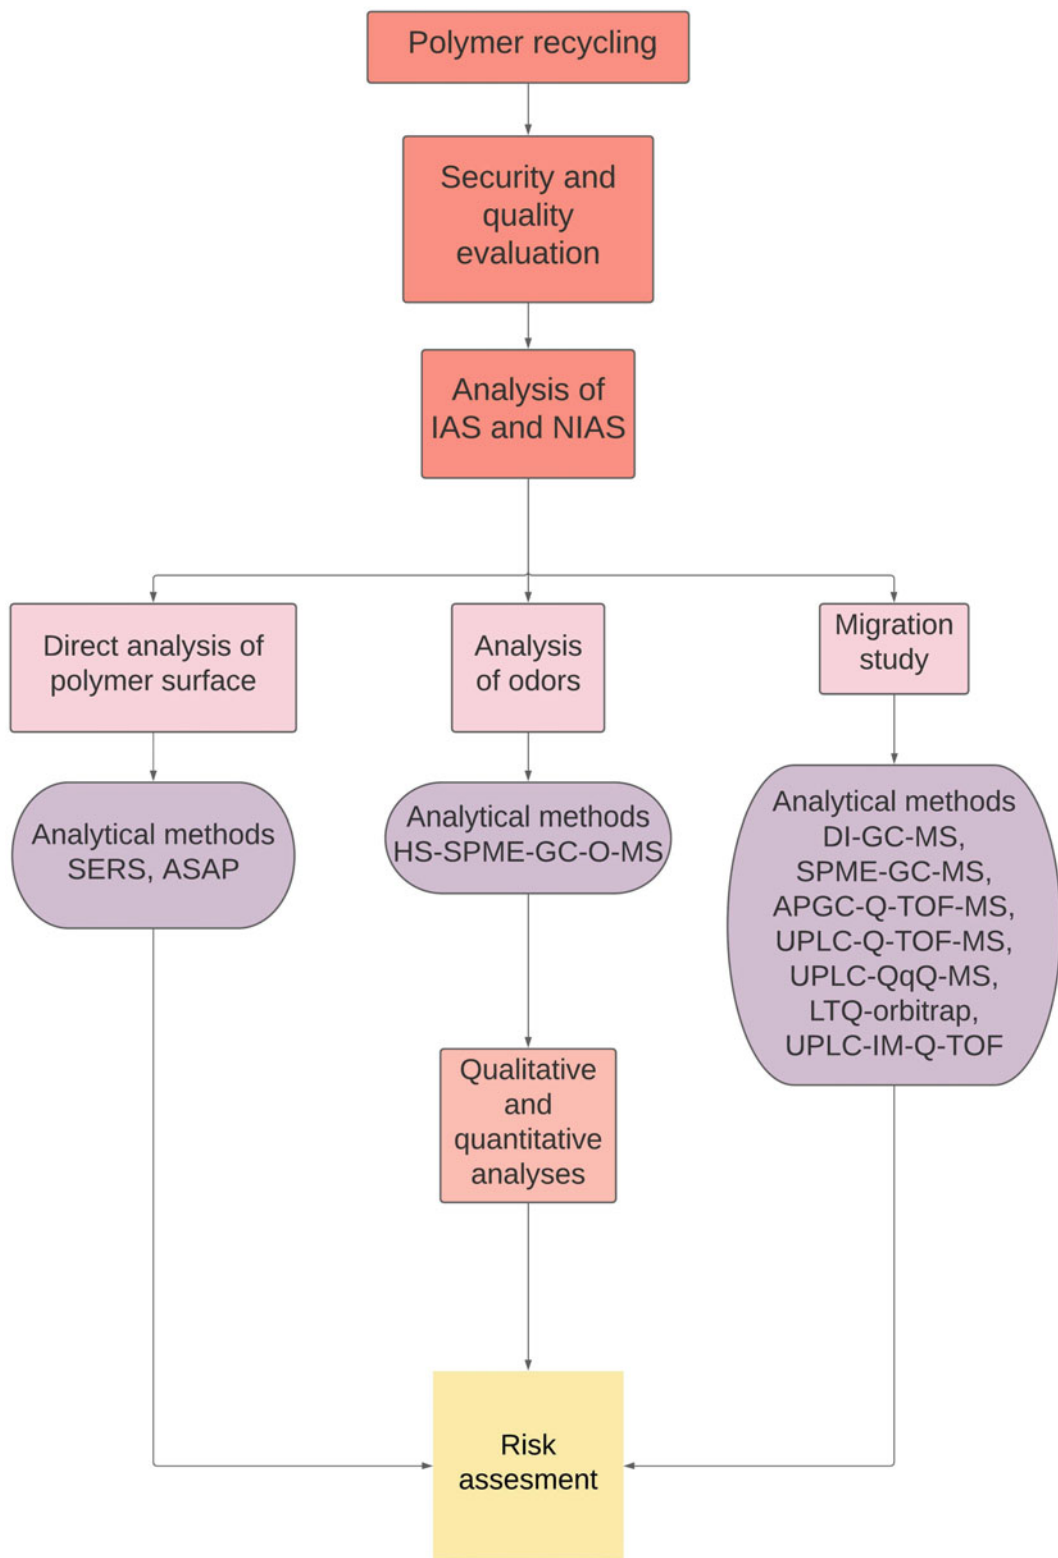 Polymer recycling
Security and
quality
evaluation
Analysis of
IAS and NIAS
Direct analysis of
polymer surface
Analysis
of odors
Migration
study
Analytical methods
SERS, ASAP
Analytical methods
HS-SPME-GC-O-MS
Analytical methods
DI-GC-MS,
SPME-GC-MS,
APGC-Q-TOF-MS,
UPLC-Q-TOF-MS,
UPLC-QqQ-MS,
LTQ-orbitrap,
UPLC-IM-Q-TOF
Qualitative
and
quantitative
analyses
Risk
assesment